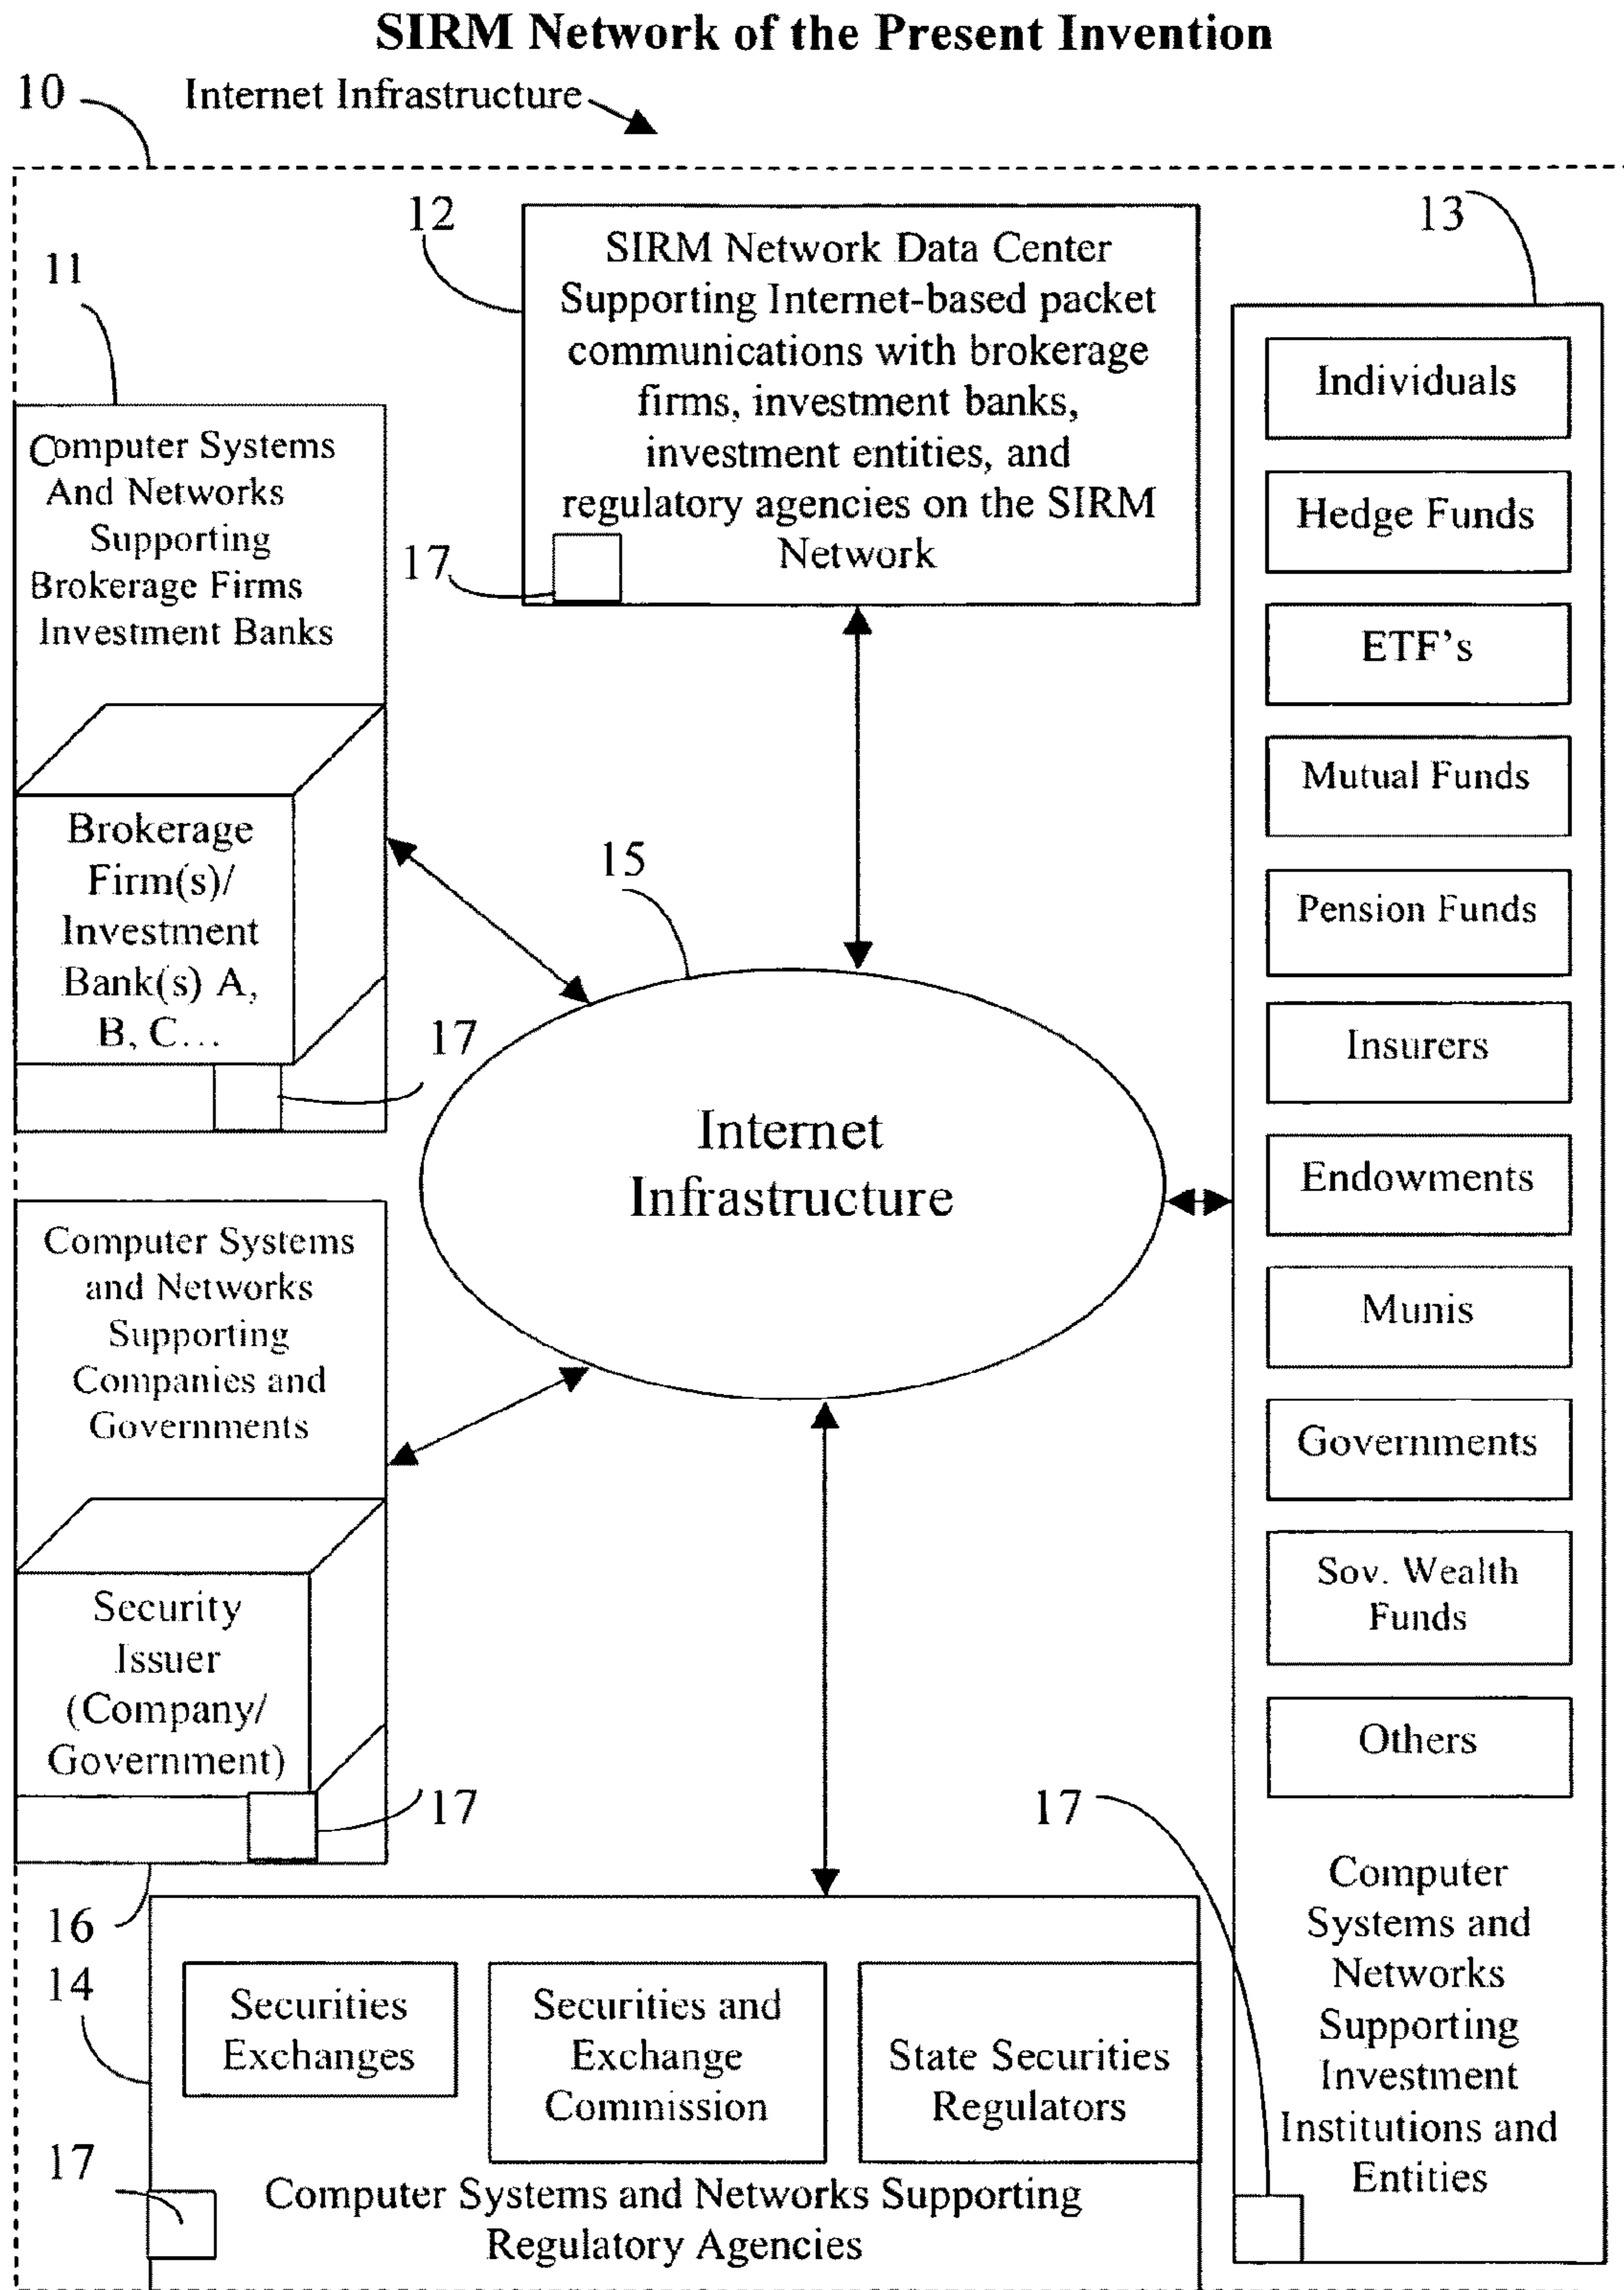 SIRM Network of the Present Invention
10
Internet Infrastructure
12
SIRM Network Data Center
Supporting Internet-based packet
communications with brokerage
firms, investment banks,
investment entities, and
regulatory agencies on the SIRM
Network
17
11
Computer Systems
And Networks
Supporting
Brokerage Firms
Investment Banks
Brokerage
Firm(s)/
Investment
Bank(s) A,
B, C...
17
15
Internet
Infrastructure
13
Individuals
Hedge Funds
ETF's
Mutual Funds
Pension Funds
Insurers
Endowments
Munis
Governments
Sov. Wealth
Funds
Others
Computer
Systems and
Networks
Supporting
Investment
Institutions and
Entities
17
Computer Systems
and Networks
Supporting
Companies and
Governments
Security
Issuer
(Company/
Government)
17
16
14
Securities
Exchanges
Securities and
Exchange
Commission
State Securities
Regulators
17
Computer Systems and Networks Supporting
Regulatory Agencies